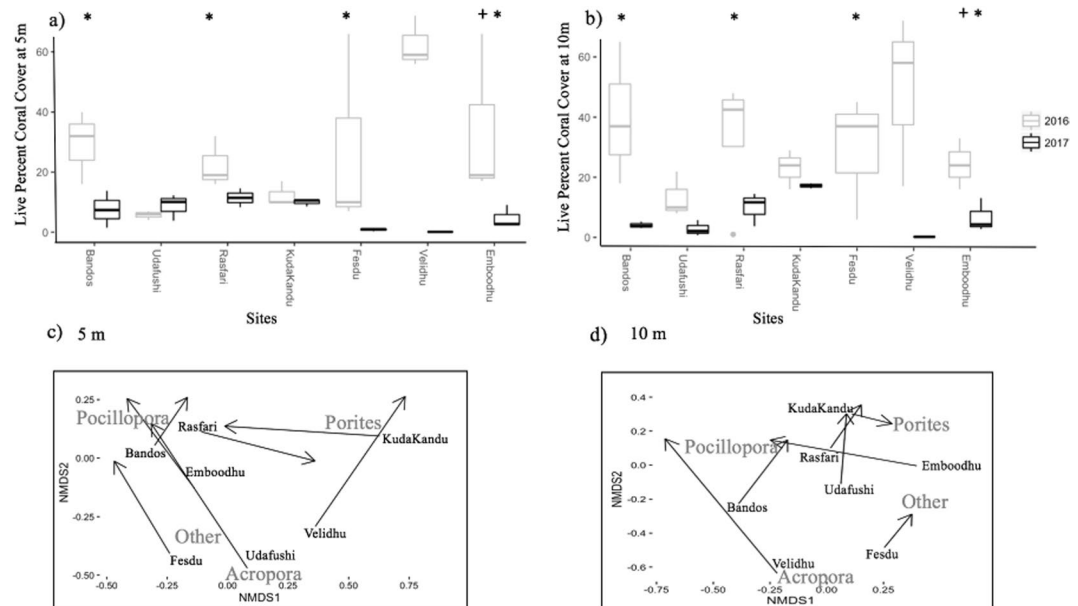 a)
* * * + *
Live Percent Coral Cover at 5m
60
40
20
0
Bandos
Udafushi
Rasfari
KudaKandu
Fesdu
Velidhu
Emboodhu
Sites
b)
* * * + *
Live Percent Coral Cover at 10m
60
40
20
0
Bandos
Udafushi
Rasfari
KudaKandu
Fesdu
Velidhu
Emboodhu
Sites
2016
2017
c) 5 m
NMDS2
0.25
0.00
-0.25
-0.50
Pocillopora
Rasfari
Porites
KudaKandu
Bandos
Emboodhu
Velidhu
Other
Fesdu
Udafushi
Acropora
-0.50 -0.25 0.00 0.25 0.50 0.75
NMDS1
d) 10 m
NMDS2
0.4
0.2
0.0
-0.2
-0.4
-0.6
KudaKandu
Porites
Pocillopora
Rasfari
Emboodhu
Udafushi
Bandos
Other
Fesdu
Velidhu
Acropora
-0.75 -0.50 -0.25 0.00 0.25
NMDS1